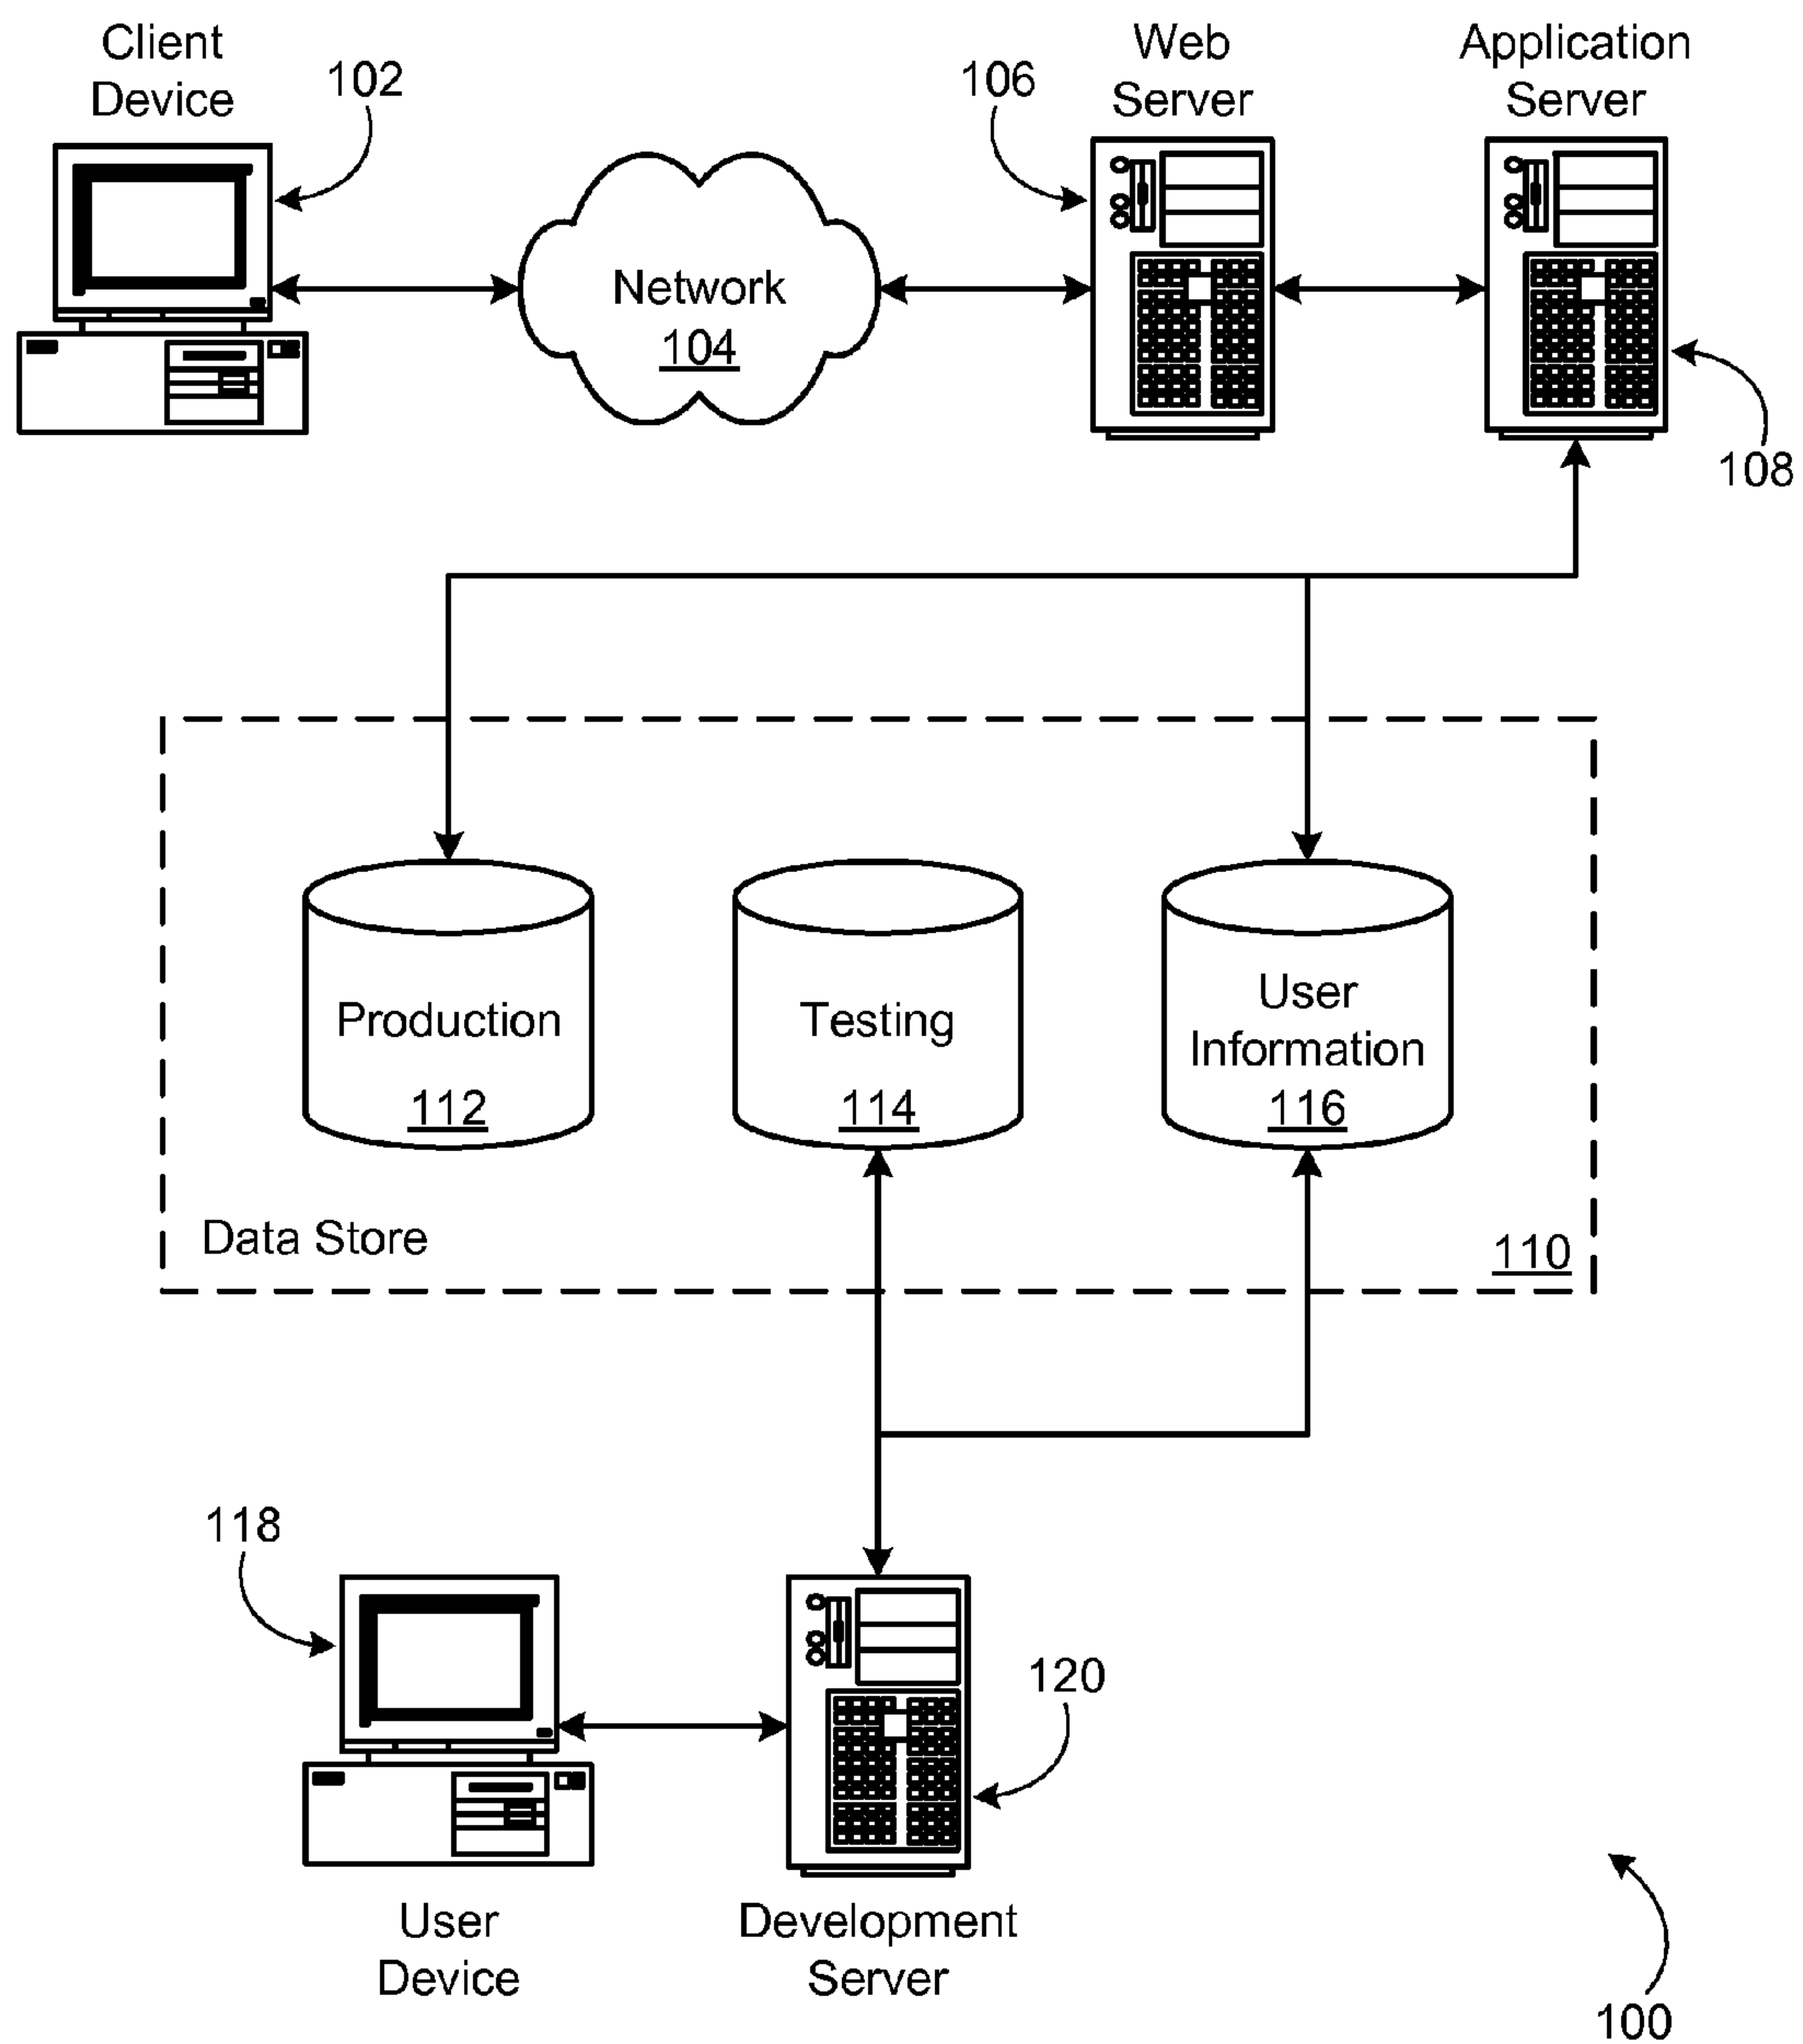 Client
Device
102
Network
104
106
Web
Server
Application
Server
108
Production
112
Testing
114
User
Information
116
Data Store
110
118
User
Device
120
Development
Server
100